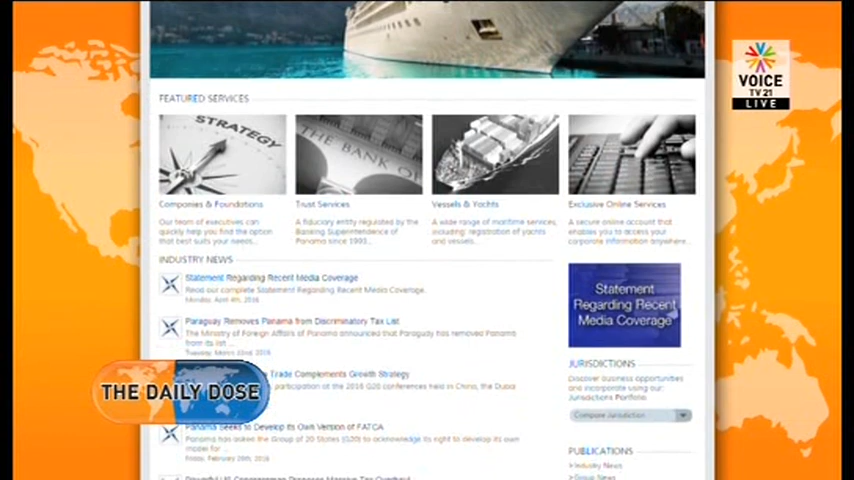 VOICE
TV 21
LIVE
FEATURED SERVICES
STRATEGY
THE BANK OF
Companies & Foundations
Trust Services
Vessels & Yachts
Exclusive Online Services
Our team of executives can
quickly help you find the option
that best suits your needs...
A fiduciary entity regulated by the
Banking Superintendence of
Panama since 1993...
A wide range of maritime services,
including registration of yachts
and vessels...
A secure online account that
enables you to access your
corporate information anywhere...
INDUSTRY NEWS
Statement Regarding Recent Media Coverage
Read our complete Statement Regarding Recent Media Coverage.
Monday, April 4th, 2016
Paraguay Removes Panama from Discriminatory Tax List
The Ministry of Foreign Affairs of Panama announced that Paraguay has removed Panama
from its list ...
Tuesday, March 22nd, 2016
Trade Complements Growth Strategy
participation at the 2016 G20 conferences held in China, the Dubai
Panama Seeks to Develop its Own Version of FATCA
Panama has asked the Group of 20 States (G20) to acknowledge its right to develop its own
model for ...
Friday, February 26th, 2016
Statement
Regarding Recent
Media Coverage
JURISDICTIONS
Discover business opportunities
and incorporate using our
Jurisdictions Portfolio.
Compare Jurisdiction
PUBLICATIONS
Industry News
Group News
THE DAILY DOSE